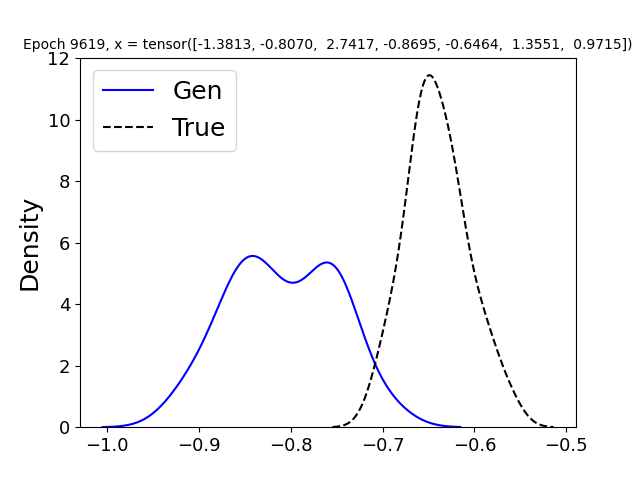 Epoch 9619, x = tensor([-1.3813, -0.8070,  2.7417, -0.8695, -0.6464,  1.3551,  0.9715])
12
10
8
6
4
2
0
Density
Gen
True
−1.0 −0.9 −0.8 −0.7 −0.6 −0.5